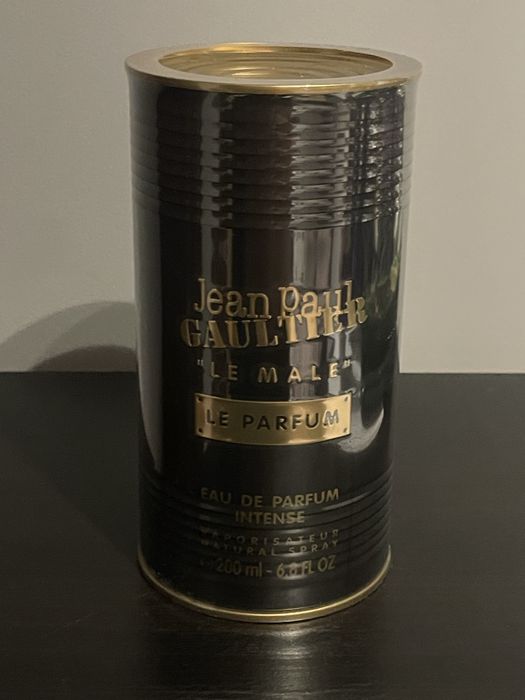 Jean Paul
GAULTIER
"LE MALE"
LE PARFUM
EAU DE PARFUM
INTENSE
VAPORISATEUR
NATURAL SPRAY
200 ml - 6.8 FL OZ